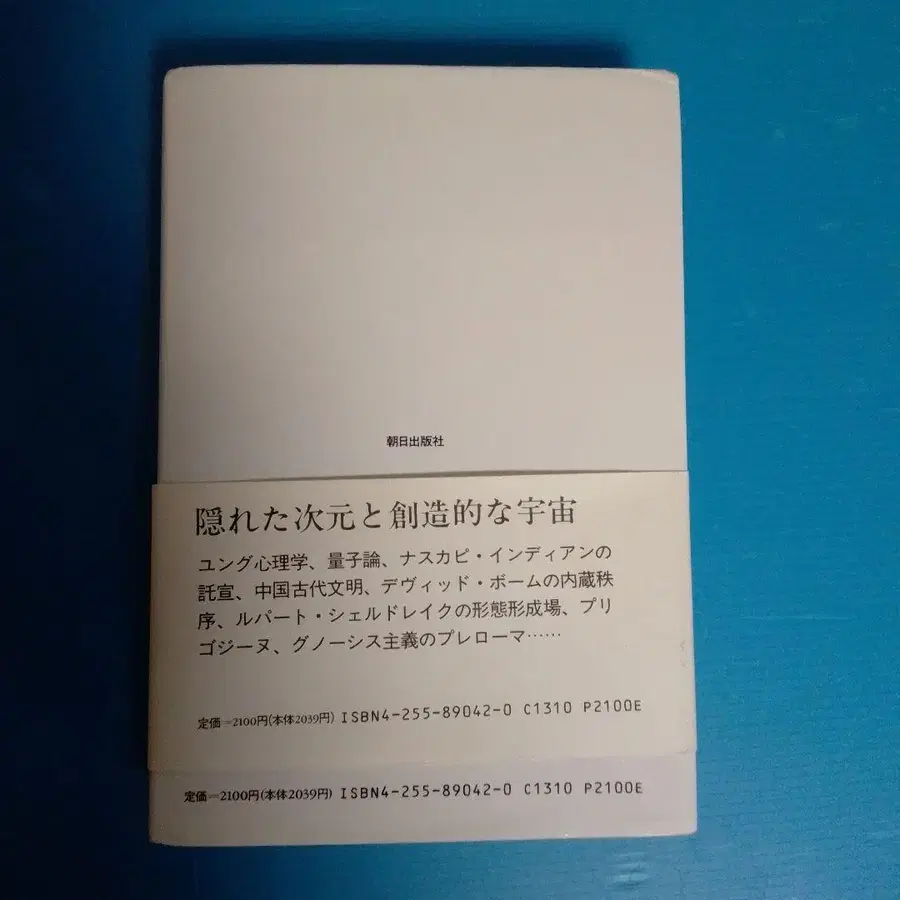 朝日出版社
隠れた次元と創造的な宇宙
ユング心理学、量子論、ナスカピ・インディアンの
託宣、中国古代文明、デヴィッド・ボームの内蔵秩
序、ルパート・シェルドレイクの形態形成場、プリ
ゴジーヌ、グノーシス主義のプレローマ……
定価=2100円(本体2039円) ISBN4-255-89042-0 C1310 P2100E
定価=2100円(本体2039円) ISBN4-255-89042-0 C1310 P2100E